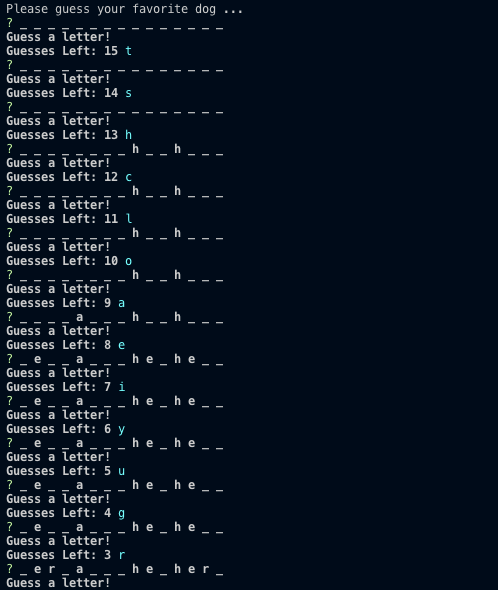 Please guess your favorite dog ...
? _ _ _ _ _ _ _ _ _ _ _ _ _ _ _
Guess a letter!
Guesses Left: 15 t
? _ _ _ _ _ _ _ _ _ _ _ _ _ _ _
Guess a letter!
Guesses Left: 14 s
? _ _ _ _ _ _ _ _ _ _ _ _ _ _ _
Guess a letter!
Guesses Left: 13 h
? _ _ _ _ _ _ _ _ h _ _ h _ _ _
Guess a letter!
Guesses Left: 12 c
? _ _ _ _ _ _ _ _ h _ _ h _ _ _
Guess a letter!
Guesses Left: 11 l
? _ _ _ _ _ _ _ _ h _ _ h _ _ _
Guess a letter!
Guesses Left: 10 o
? _ _ _ _ _ _ _ _ h _ _ h _ _ _
Guess a letter!
Guesses Left: 9 a
? _ _ _ _ a _ _ _ h _ _ h _ _ _
Guess a letter!
Guesses Left: 8 e
? _ e _ _ a _ _ _ h e _ h e _ _
Guess a letter!
Guesses Left: 7 i
? _ e _ _ a _ _ _ h e _ h e _ _
Guess a letter!
Guesses Left: 6 y
? _ e _ _ a _ _ _ h e _ h e _ _
Guess a letter!
Guesses Left: 5 u
? _ e _ _ a _ _ _ h e _ h e _ _
Guess a letter!
Guesses Left: 4 g
? _ e _ _ a _ _ _ h e _ h e _ _
Guess a letter!
Guesses Left: 3 r
? _ e r _ a _ _ _ h e _ h e r _
Guess a letter!